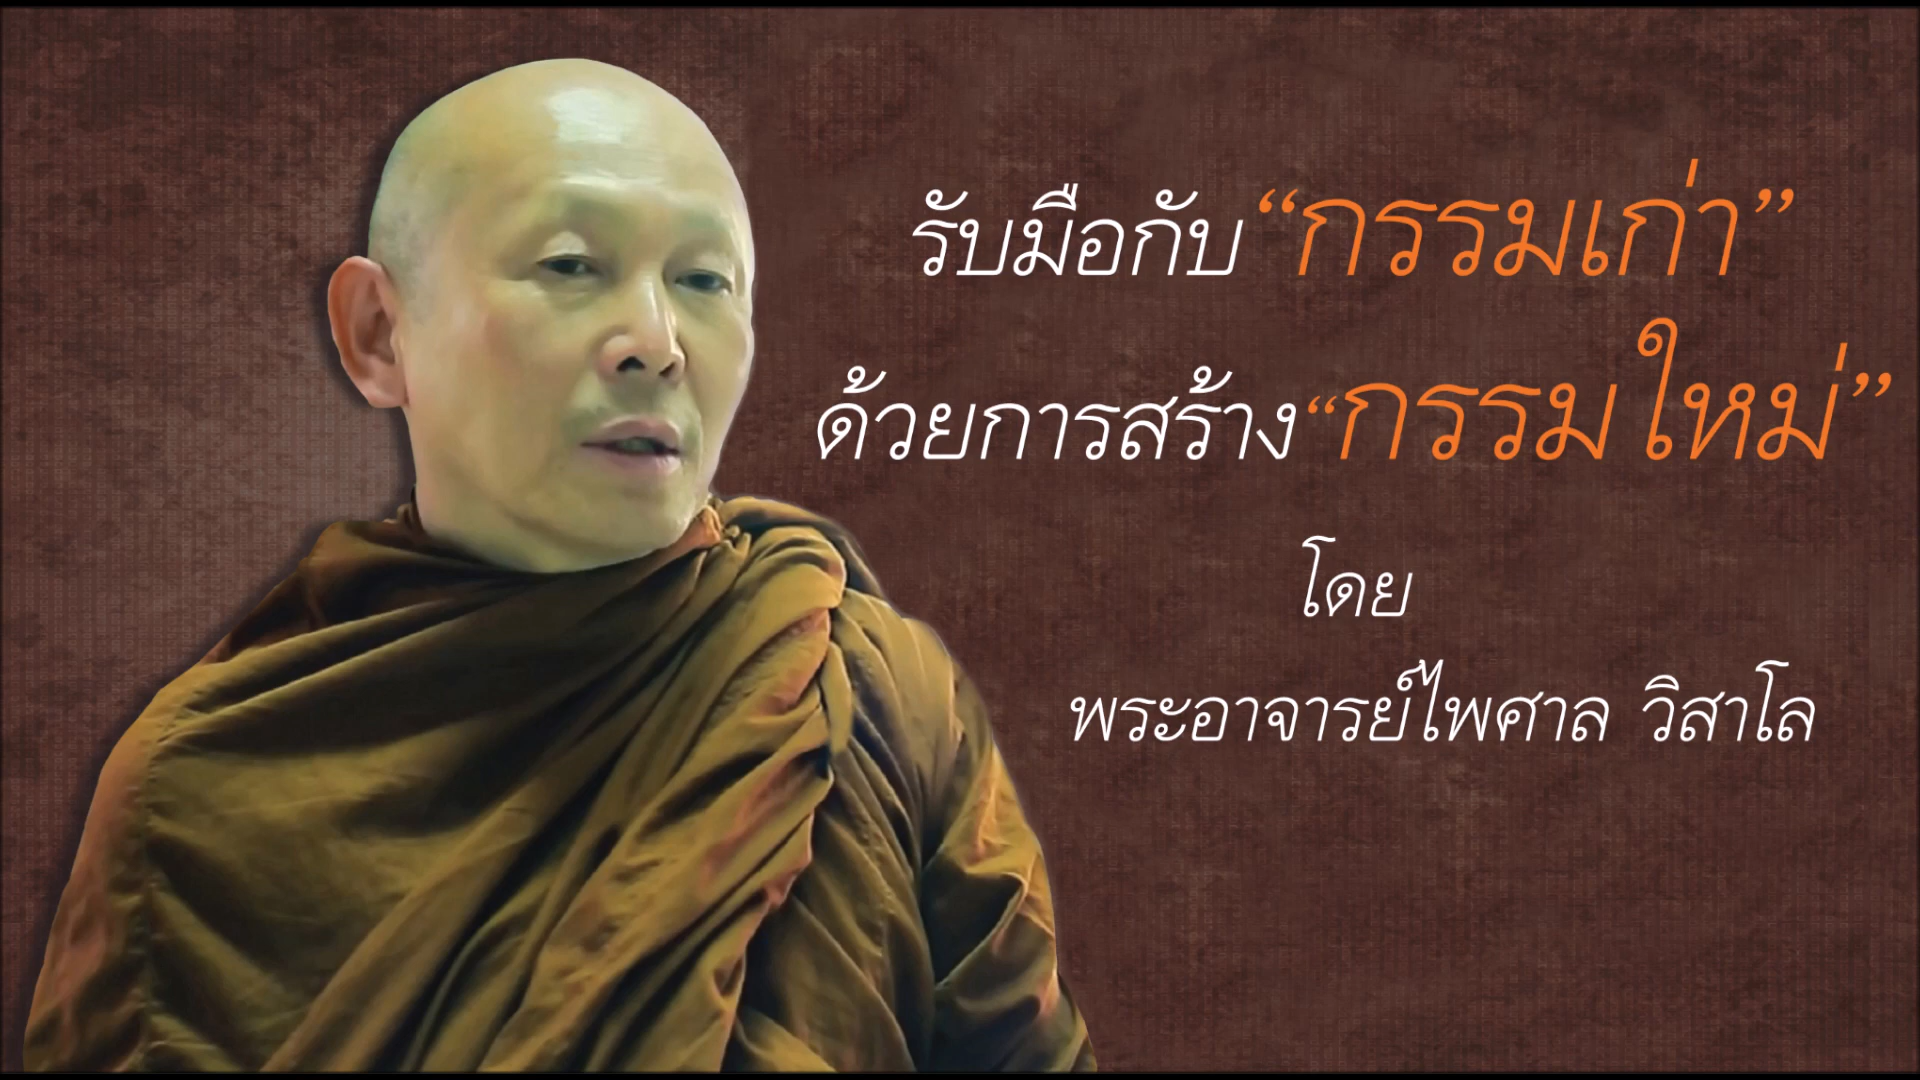 รับมือกับ “กรรมเก่า”
ด้วยการสร้าง “กรรมใหม่”
โดย
พระอาจารย์ไพศาล วิสาโล